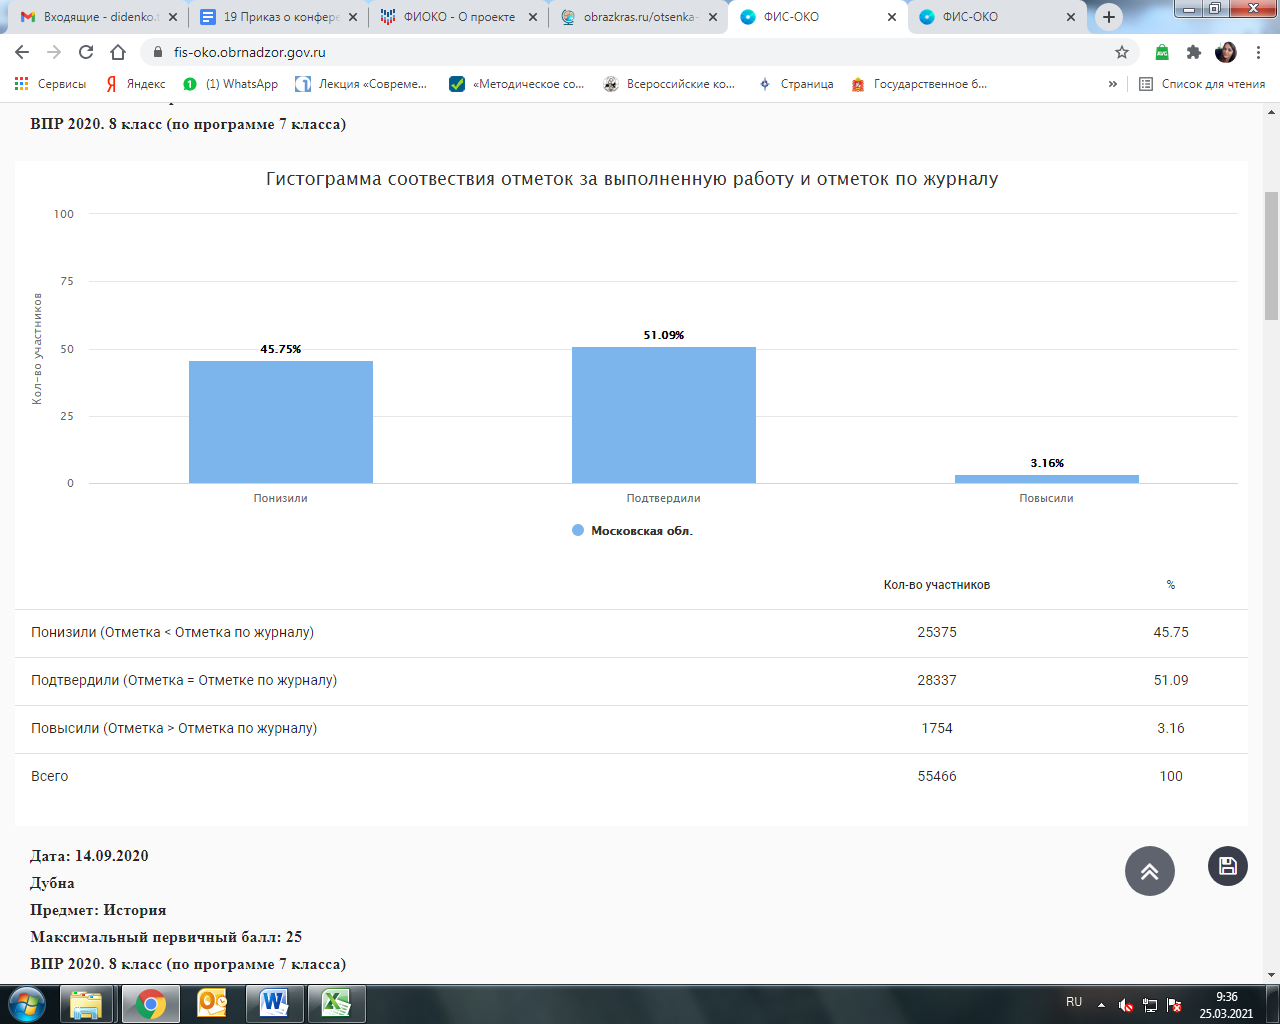 Входящие - didenko.
19 Приказ о конфере
ФИОКО - О проекте
obrazkras.ru/otsenka-
ФИС-ОКО
ФИС-ОКО
fis-oko.obrnadzor.gov.ru
AVG
Сервисы
Яндекс
(1) WhatsApp
Лекция «Совреме...
«Методическое со...
Всероссийские ко...
Страница
Государственное б...
»
Список для чтения
ВПР 2020. 8 класс (по программе 7 класса)
Гистограмма соотвествия отметок за выполненную работу и отметок по журналу
Кол-во участников
100
75
50
25
0
45.75%
51.09%
3.16%
Понизили
Подтвердили
Повысили
Московская обл.
Кол-во участников %
Понизили (Отметка < Отметка по журналу) 25375 45.75
Подтвердили (Отметка = Отметке по журналу) 28337 51.09
Повысили (Отметка > Отметка по журналу) 1754 3.16
Всего 55466 100
Дата: 14.09.2020
Дубна
Предмет: История
Максимальный первичный балл: 25
ВПР 2020. 8 класс (по программе 7 класса)
RU
9:36
25.03.2021